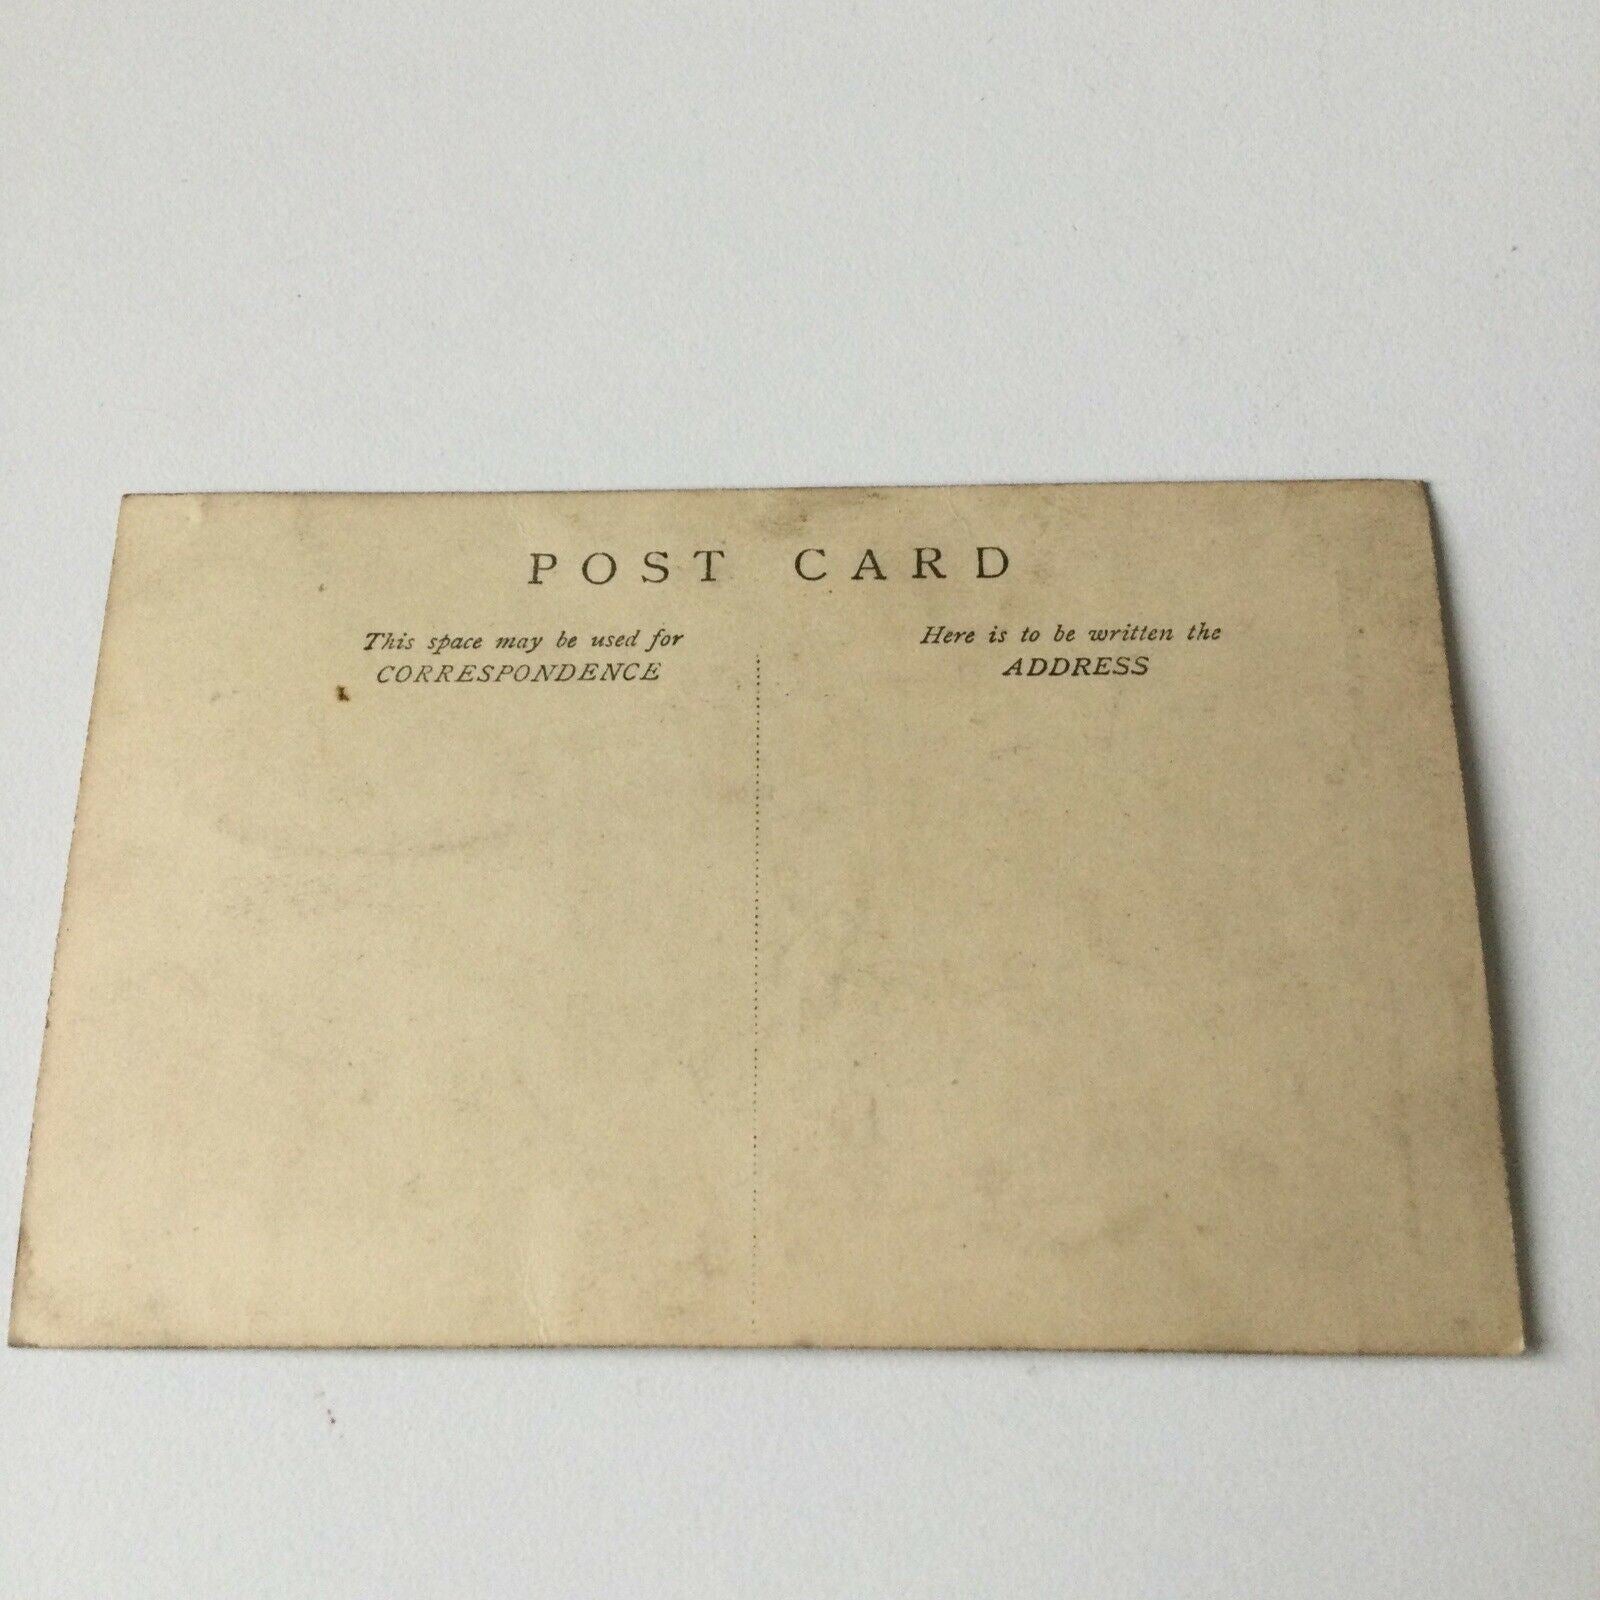 POST CARD
This space may be used for
CORRESPONDENCE
Here is to be written the
ADDRESS